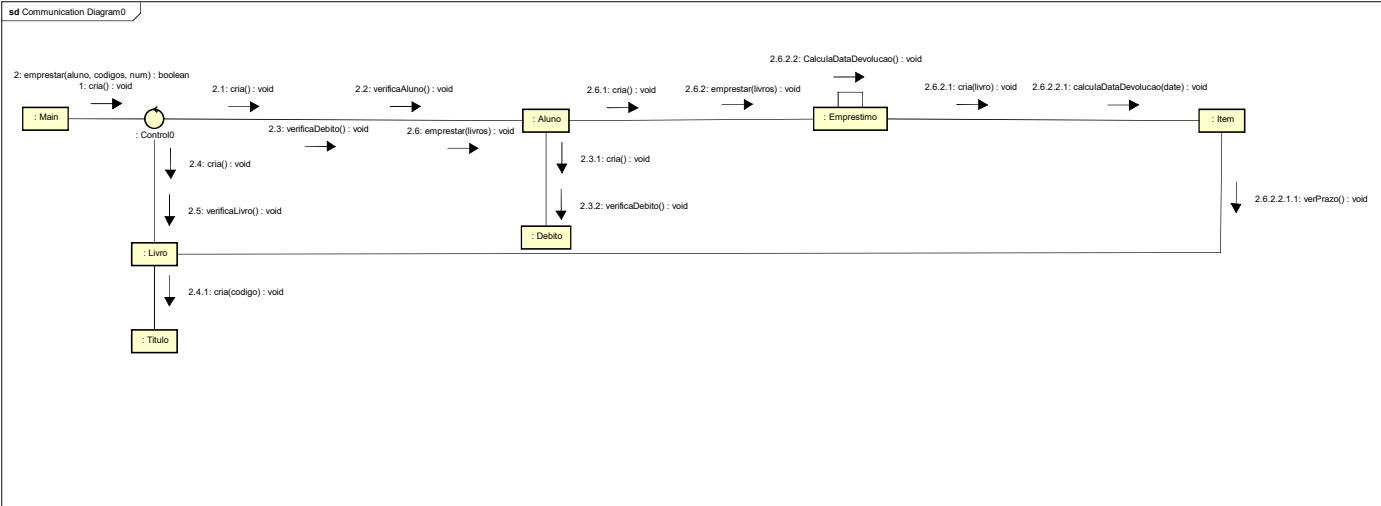 sd Communication Diagram0
2.6.2.2: CalculaDataDevolucao() : void
2: emprestar(aluno, codigos, num) : boolean
1: cria() : void
2.1: cria() : void
2.2: verificaAluno() : void
2.6.1: cria() : void
2.6.2: emprestar(livros) : void
2.6.2.1: cria(livro) : void
2.6.2.2.1: calculaDataDevolucao(date) : void
: Main
: Control0
: Aluno
: Emprestimo
: Item
2.3: verificaDebito() : void
2.6: emprestar(livros) : void
2.4: cria() : void
2.3.1: cria() : void
2.5: verificaLivro() : void
2.3.2: verificaDebito() : void
2.6.2.2.1.1: verPrazo() : void
: Debito
: Livro
2.4.1: cria(codigo) : void
: Titulo